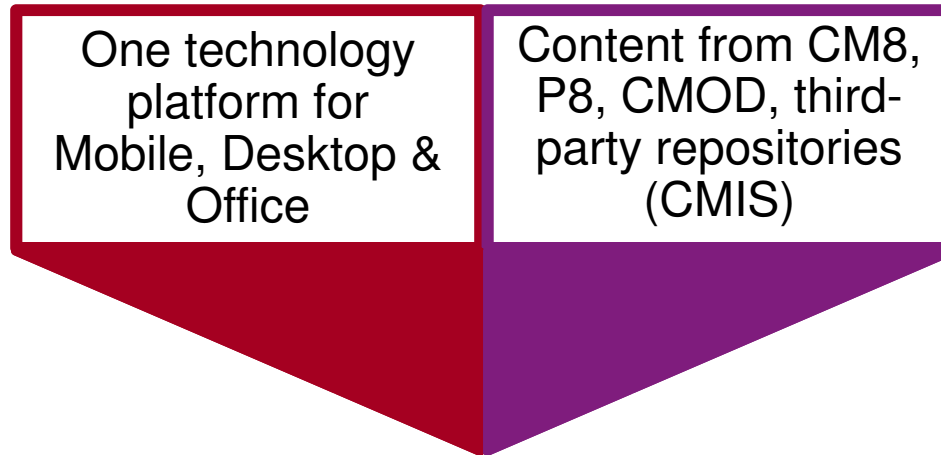 One technology
platform for
Mobile, Desktop &
Office
Content from CM8,
P8, CMOD, third-
party repositories
(CMIS)